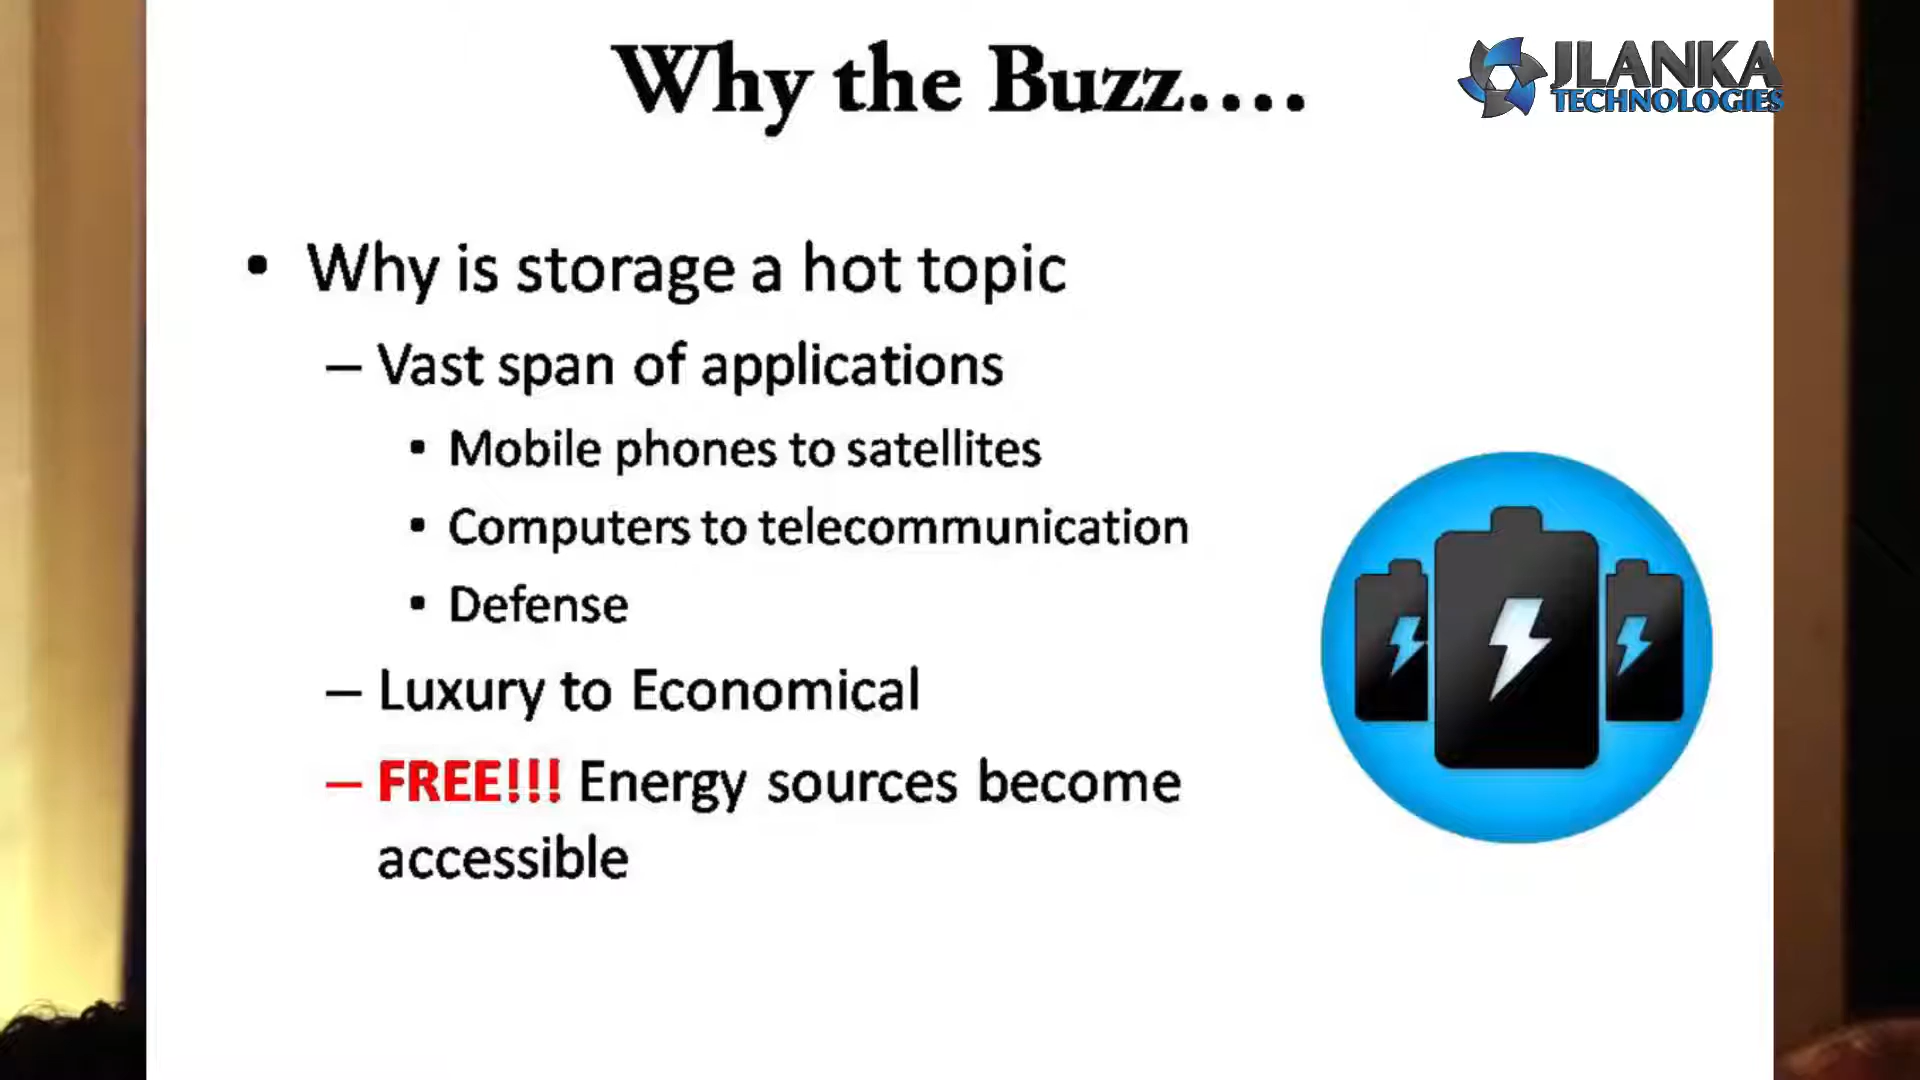 Why the Buzz....
JLANKA
TECHNOLOGIES
• Why is storage a hot topic
– Vast span of applications
• Mobile phones to satellites
• Computers to telecommunication
• Defense
– Luxury to Economical
– FREE!!! Energy sources become
accessible